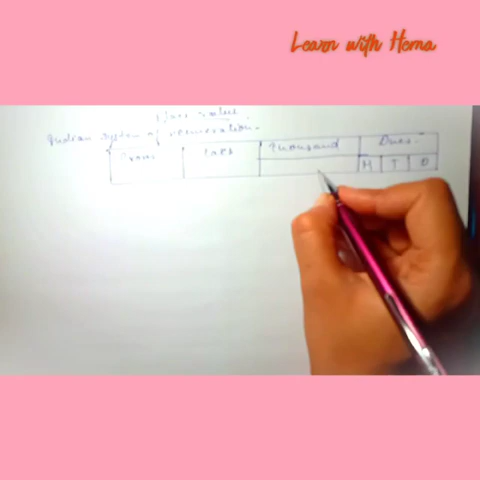 Learn with Hema
Place value
Indian system of numeration.
Crores Lakh Thousand Ones
H T O